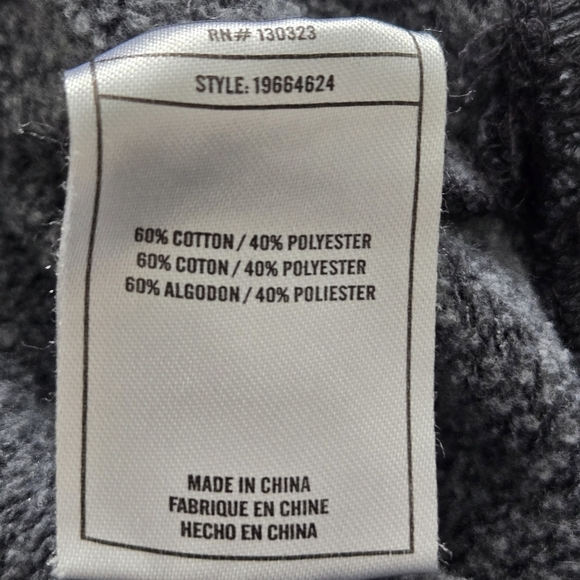 RN# 130323
STYLE: 19664624
60% COTTON / 40% POLYESTER
60% COTON / 40% POLYESTER
60% ALGODON / 40% POLIESTER
MADE IN CHINA
FABRIQUE EN CHINE
HECHO EN CHINA